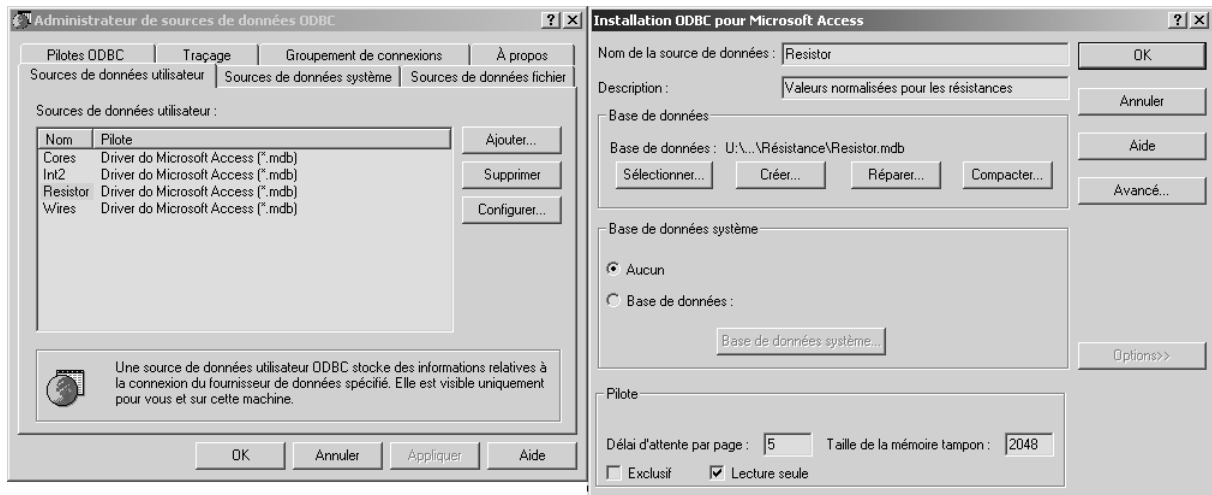 Administrateur de sources de données ODBC
Pilotes ODBC
Traçage
Groupement de connexions
À propos
Sources de données utilisateur
Sources de données système
Sources de données fichier
Sources de données utilisateur :
Nom Pilote
Cores Driver do Microsoft Access (*.mdb)
Int2 Driver do Microsoft Access (*.mdb)
Resistor Driver do Microsoft Access (*.mdb)
Wires Driver do Microsoft Access (*.mdb)
Ajouter...
Supprimer
Configurer...
Une source de données utilisateur ODBC stocke des informations relatives à
la connexion du fournisseur de données spécifié. Elle est visible uniquement
pour vous et sur cette machine.
OK
Annuler
Appliquer
Aide
Installation ODBC pour Microsoft Access
Nom de la source de données : Resistor
Description : Valeurs normalisées pour les résistances
Base de données
Base de données : U:\...\Résistance\Resistor.mdb
Sélectionner...
Créer...
Réparer...
Compacter...
Base de données système
Aucun
Base de données :
Base de données système...
Pilote
Délai d'attente par page : 5 Taille de la mémoire tampon : 2048
Exclusif
Lecture seule
OK
Annuler
Aide
Avancé...
Options>>